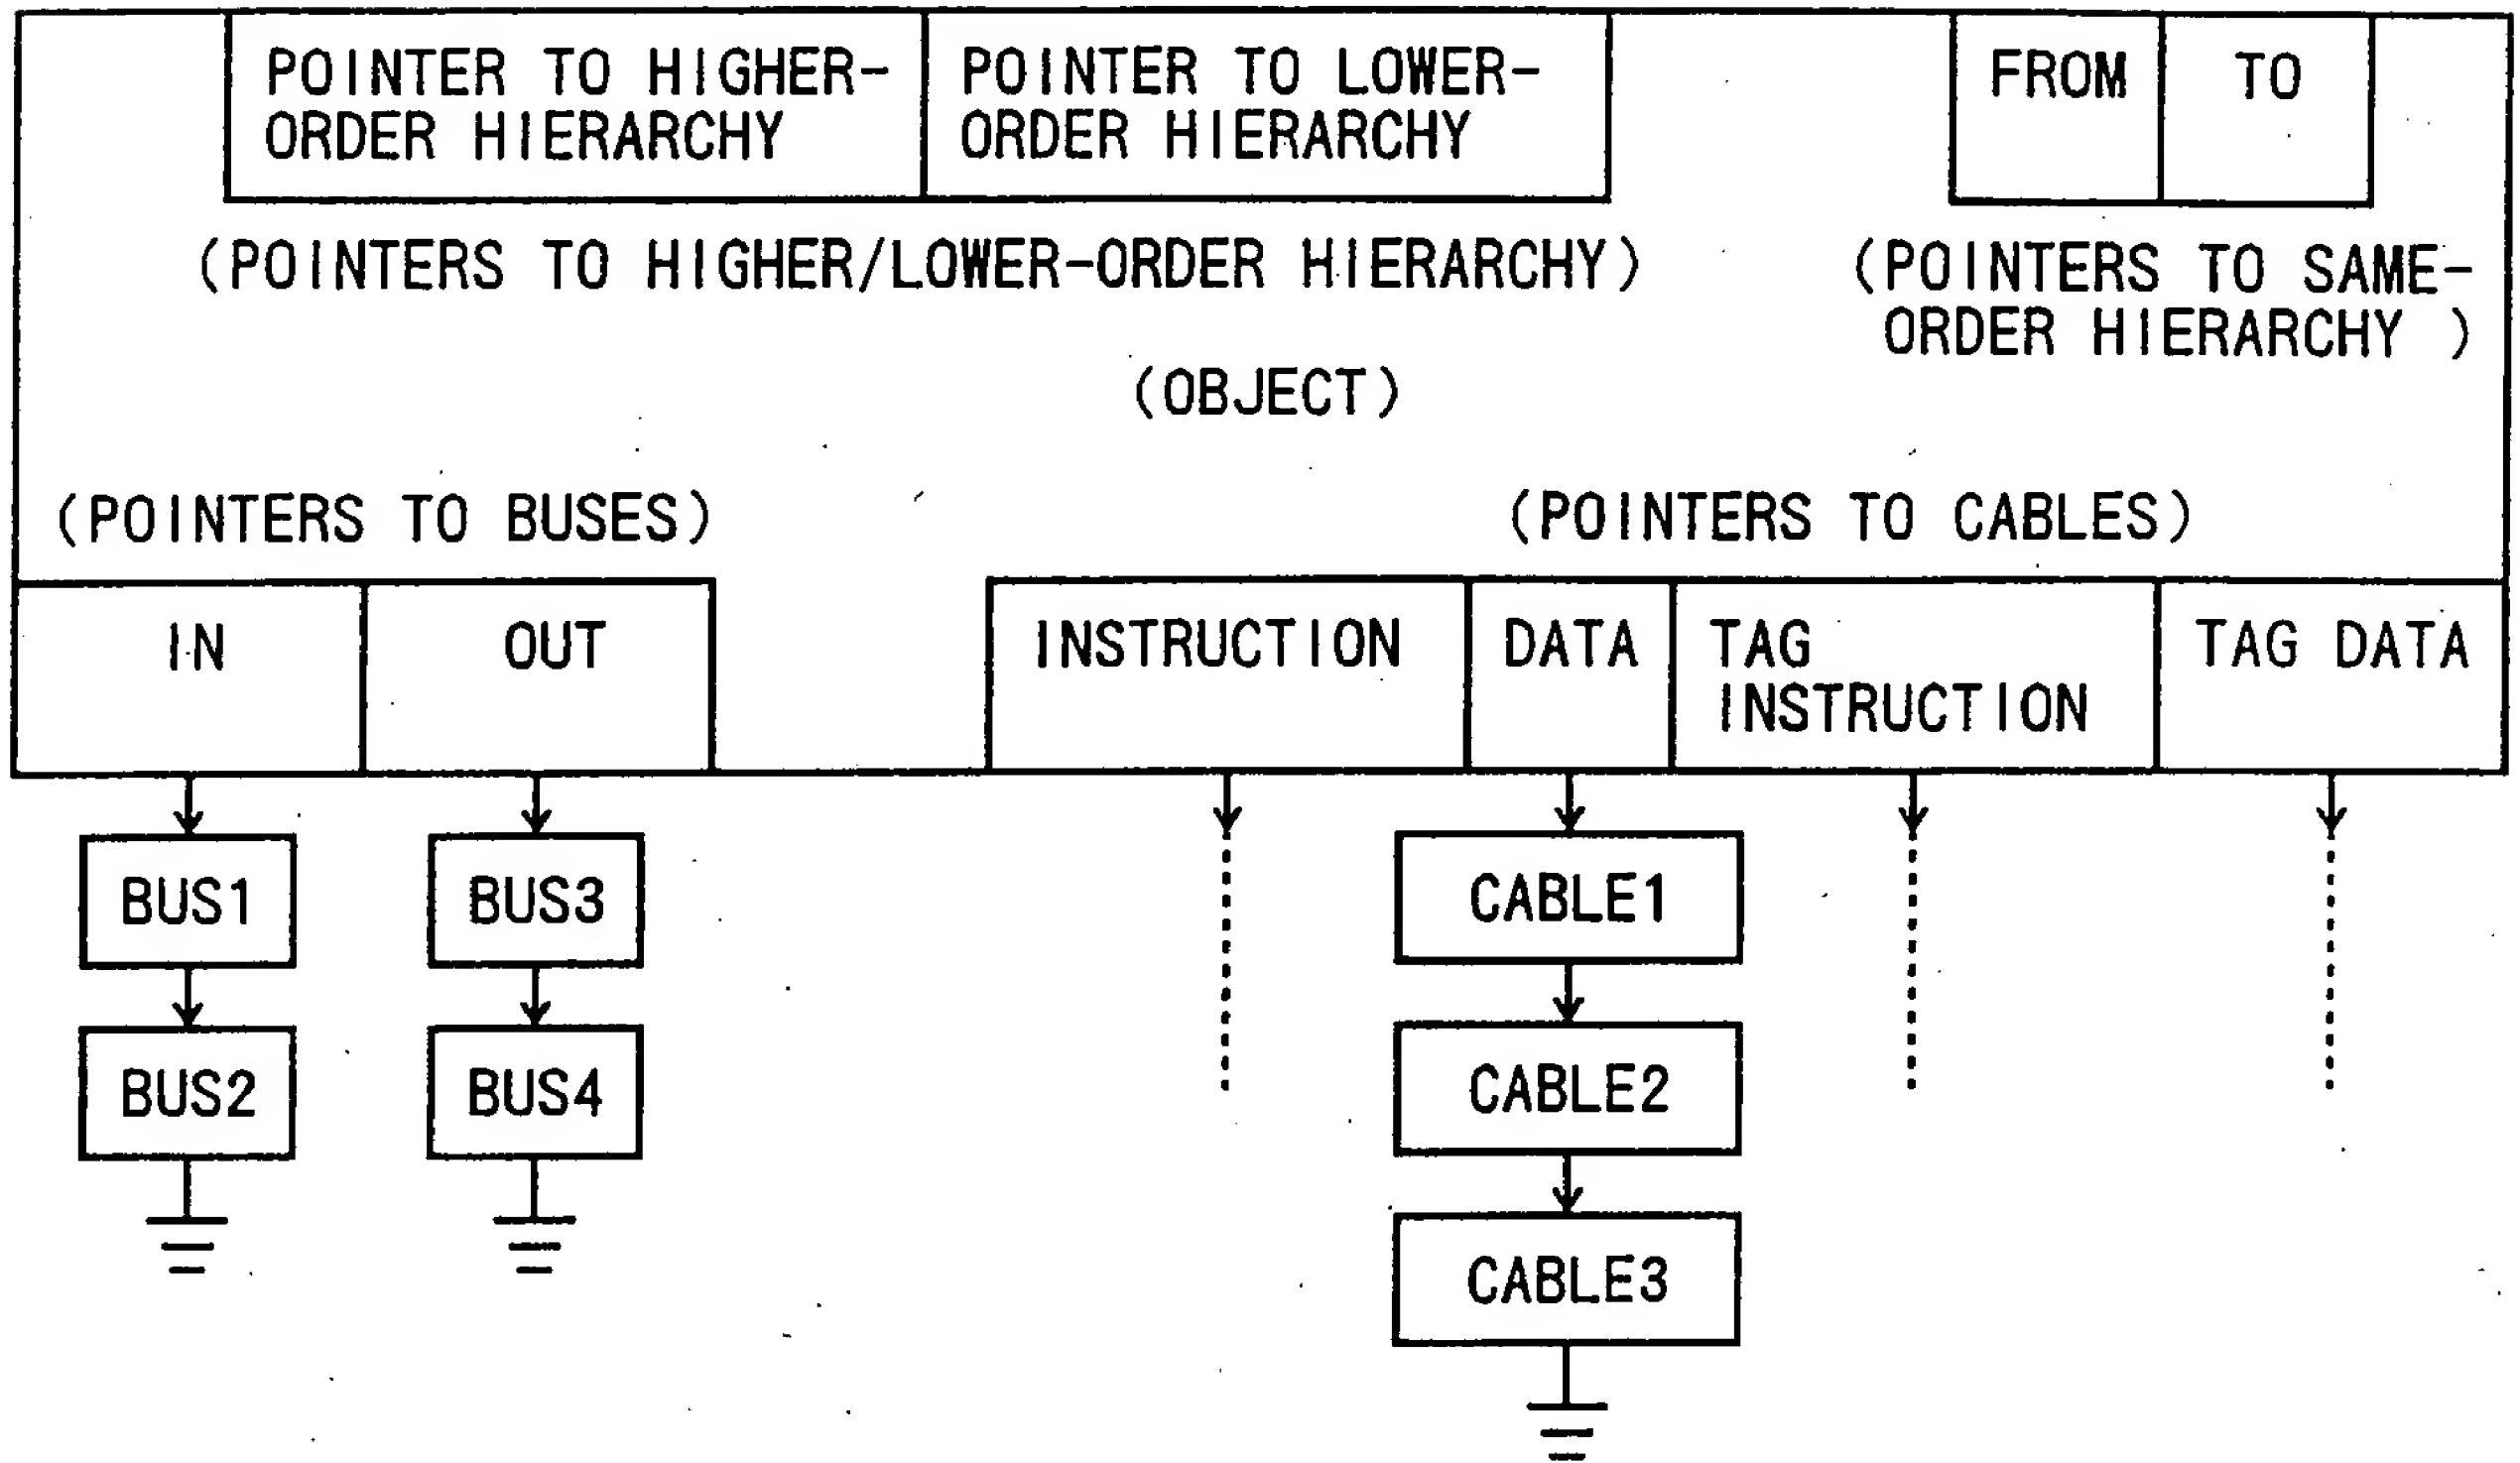 POINTER TO HIGHER-
ORDER HIERARCHY
POINTER TO LOWER-
ORDER HIERARCHY
FROM
TO
(POINTERS TO HIGHER/LOWER-ORDER HIERARCHY)
(POINTERS TO SAME-
ORDER HIERARCHY )
(OBJECT)
(POINTERS TO BUSES)
(POINTERS TO CABLES)
IN
OUT
INSTRUCTION
DATA
TAG
INSTRUCTION
TAG DATA
BUS1
BUS3
CABLE1
BUS2
BUS4
CABLE2
CABLE3